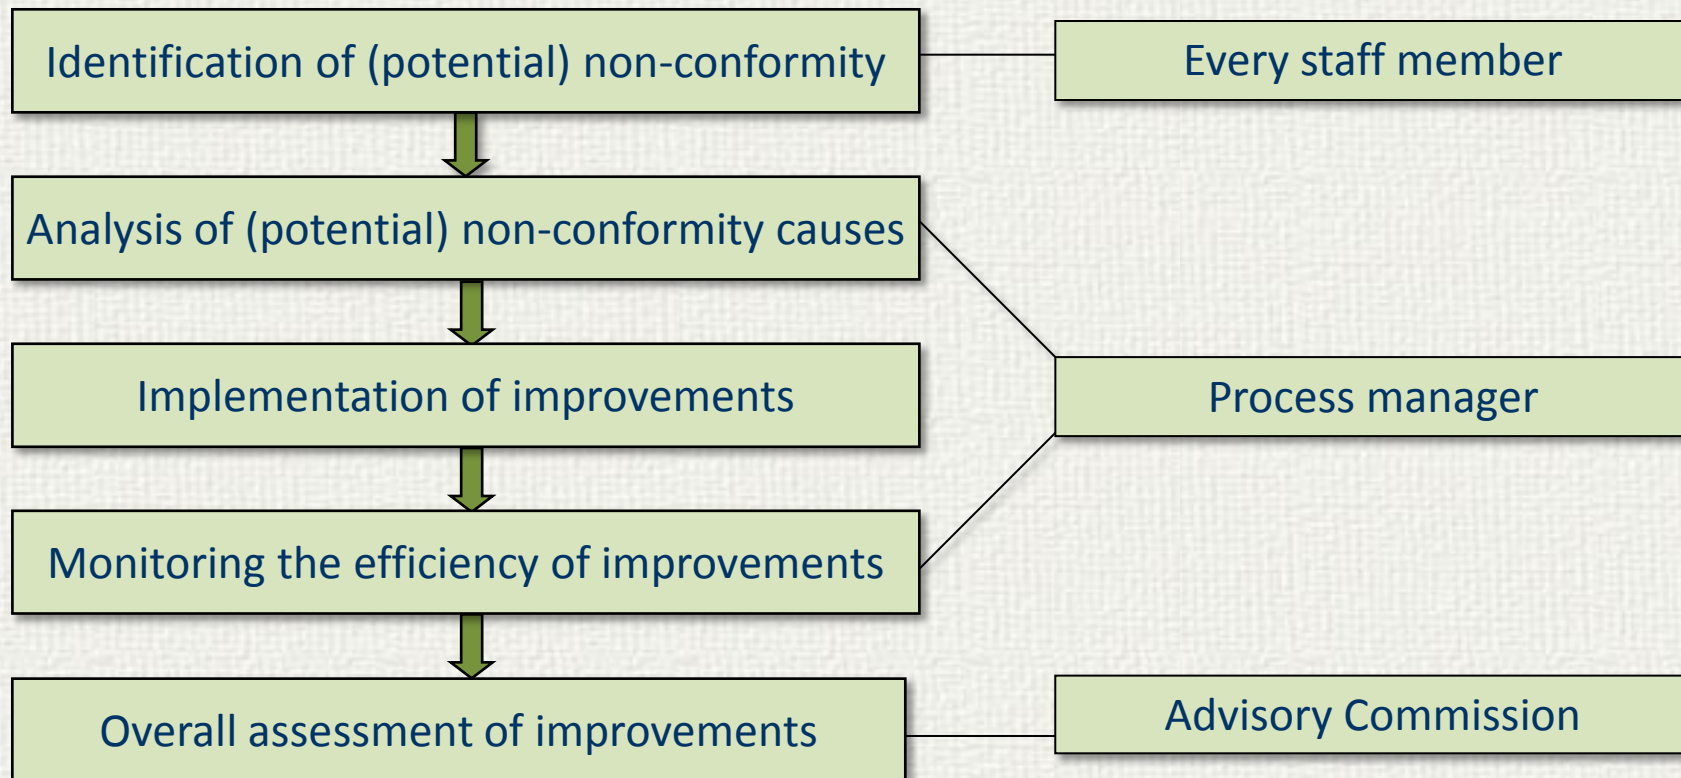 Identification of (potential) non-conformity
Every staff member
Analysis of (potential) non-conformity causes
Implementation of improvements
Process manager
Monitoring the efficiency of improvements
Overall assessment of improvements
Advisory Commission